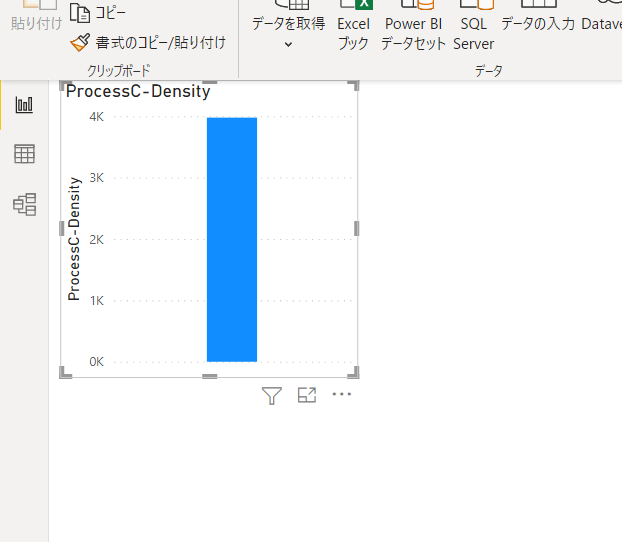 貼り付け
コピー
書式のコピー/貼り付け
クリップボード
データを取得
Excel
ブック
Power BI
データセット
SQL
Server
データの入力
Datave
データ
ProcessC-Density
ProcessC-Density
4K
3K
2K
1K
0K